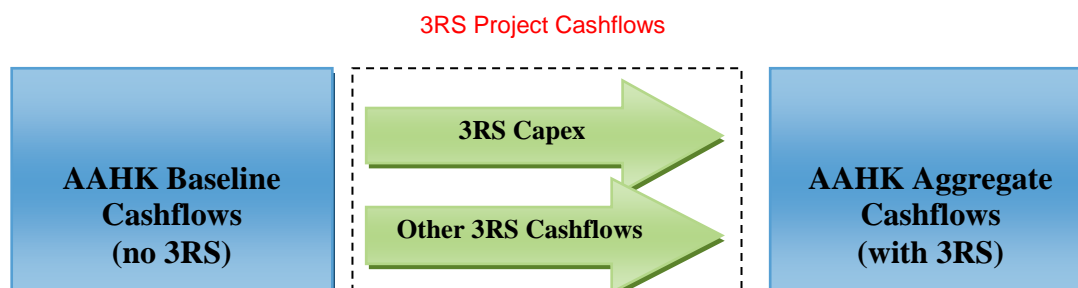 3RS Project Cashflows
AAHK Baseline
Cashflows
(no 3RS)
3RS Capex
Other 3RS Cashflows
AAHK Aggregate
Cashflows
(with 3RS)